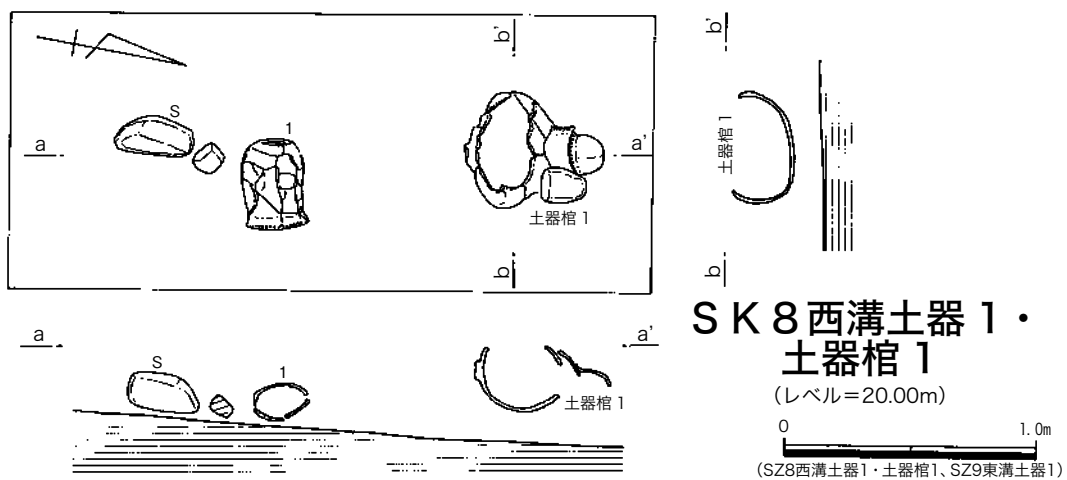 b'
b'
S
1
a
a'
土器棺 1
土器棺 1
b
b
a
a'
S
1
土器棺 1
ＳＫ８西溝土器 1・
土器棺 1
（レベル＝20.00m）
0
1. 0m
（SZ8西溝土器1・土器棺1、SZ9東溝土器1）